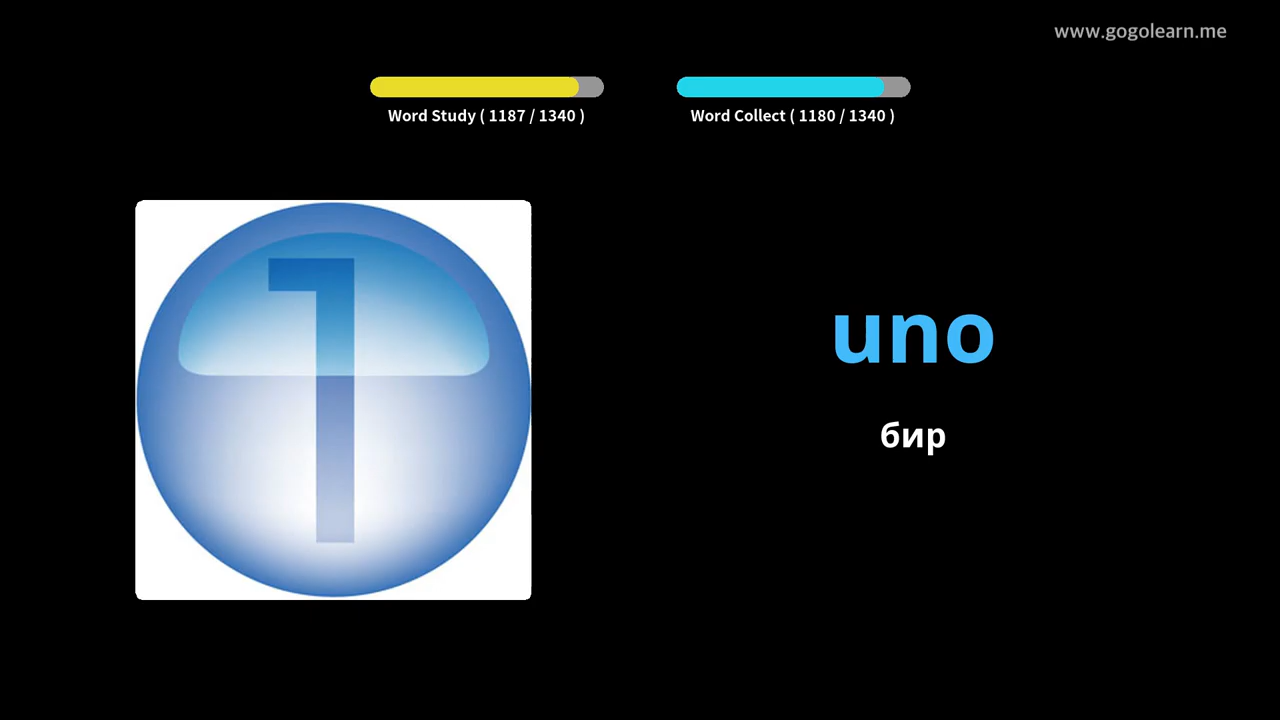 www.gogolearn.me
Word Study ( 1187 / 1340 )
Word Collect ( 1180 / 1340 )
1
uno
бир